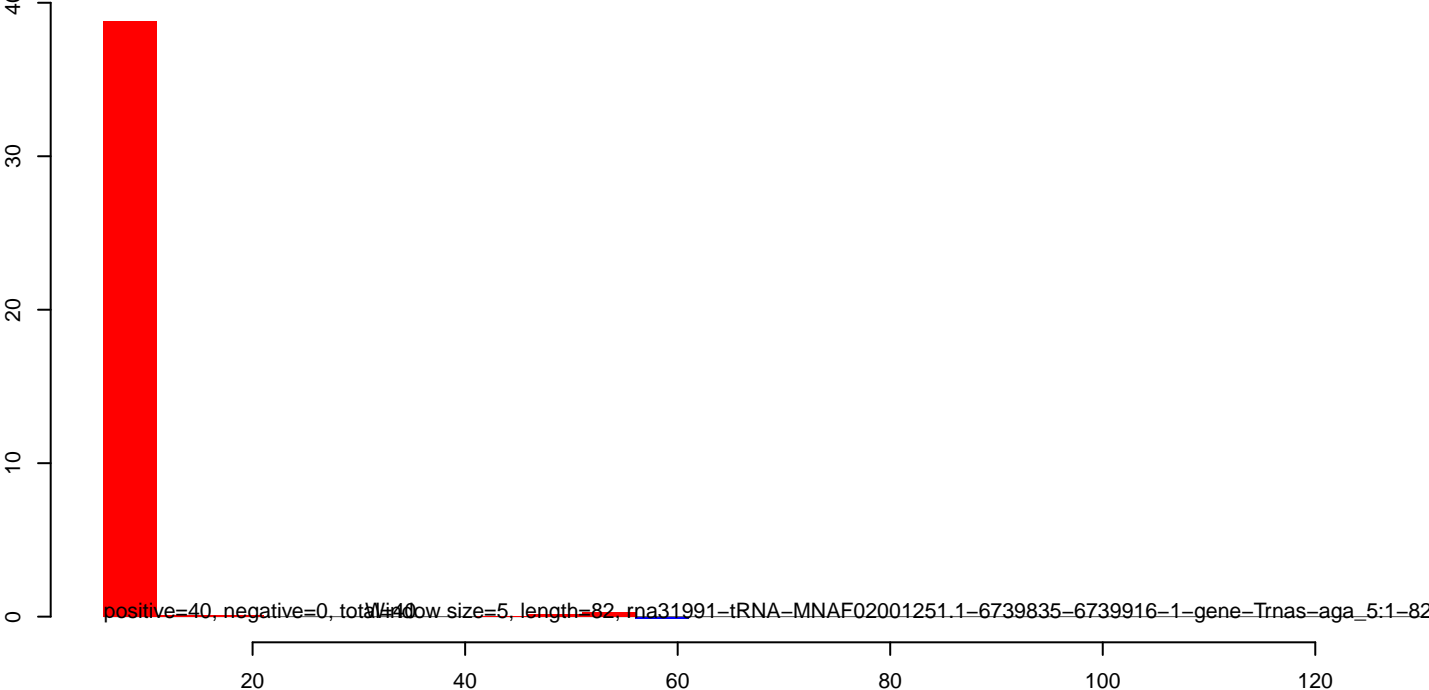 40
30
20
10
0
positive=40, negative=0, total=40
Window size=5, length=82, rna31991−tRNA−MNAF02001251.1−6739835−6739916−1−gene−Trnas−aga_5:1−82
20 40 60 80 100 120